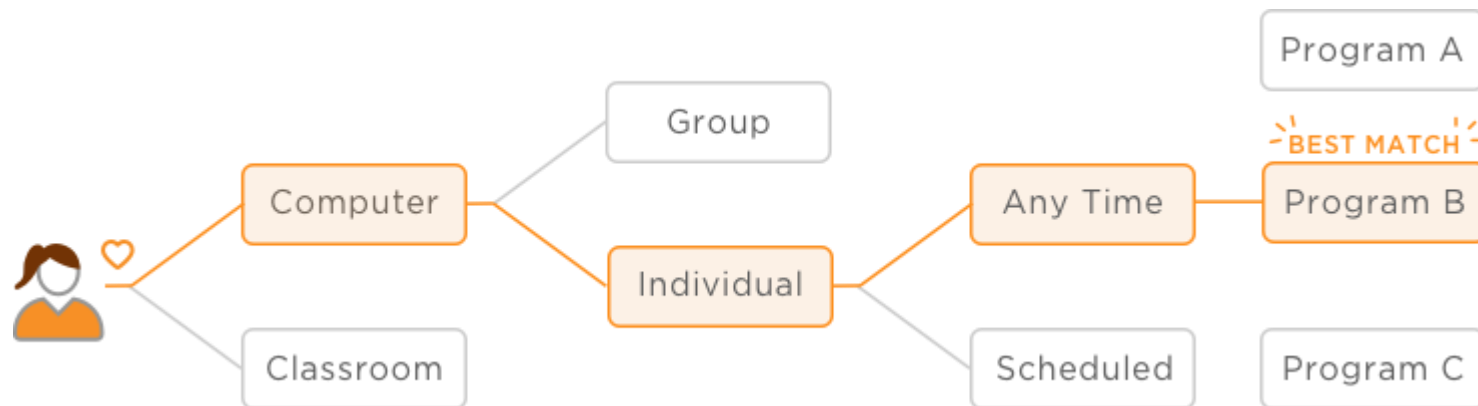 Program A
Group
BEST MATCH
Computer
Any Time
Program B
Individual
Classroom
Scheduled
Program C